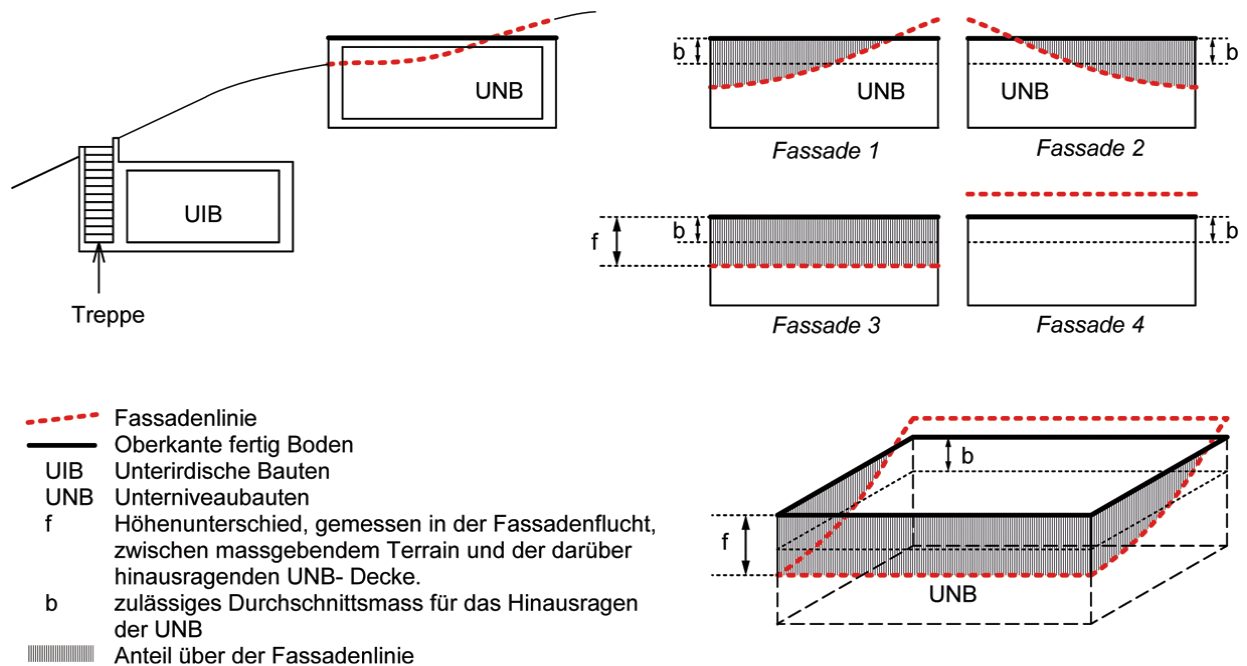 UNB
UIB
Treppe
b
UNB
Fassade 1
UNB
b
Fassade 2
f
b
Fassade 3
b
Fassade 4
Fassadenlinie
Oberkante fertig Boden
UIB Unterirdische Bauten
UNB Unterniveaubauten
f Höhenunterschied, gemessen in der Fassadenflucht,
zwischen massgebendem Terrain und der darüber
hinausragenden UNB- Decke.
b zulässiges Durchschnittsmass für das Hinausragen
der UNB
Anteil über der Fassadenlinie
b
f
UNB